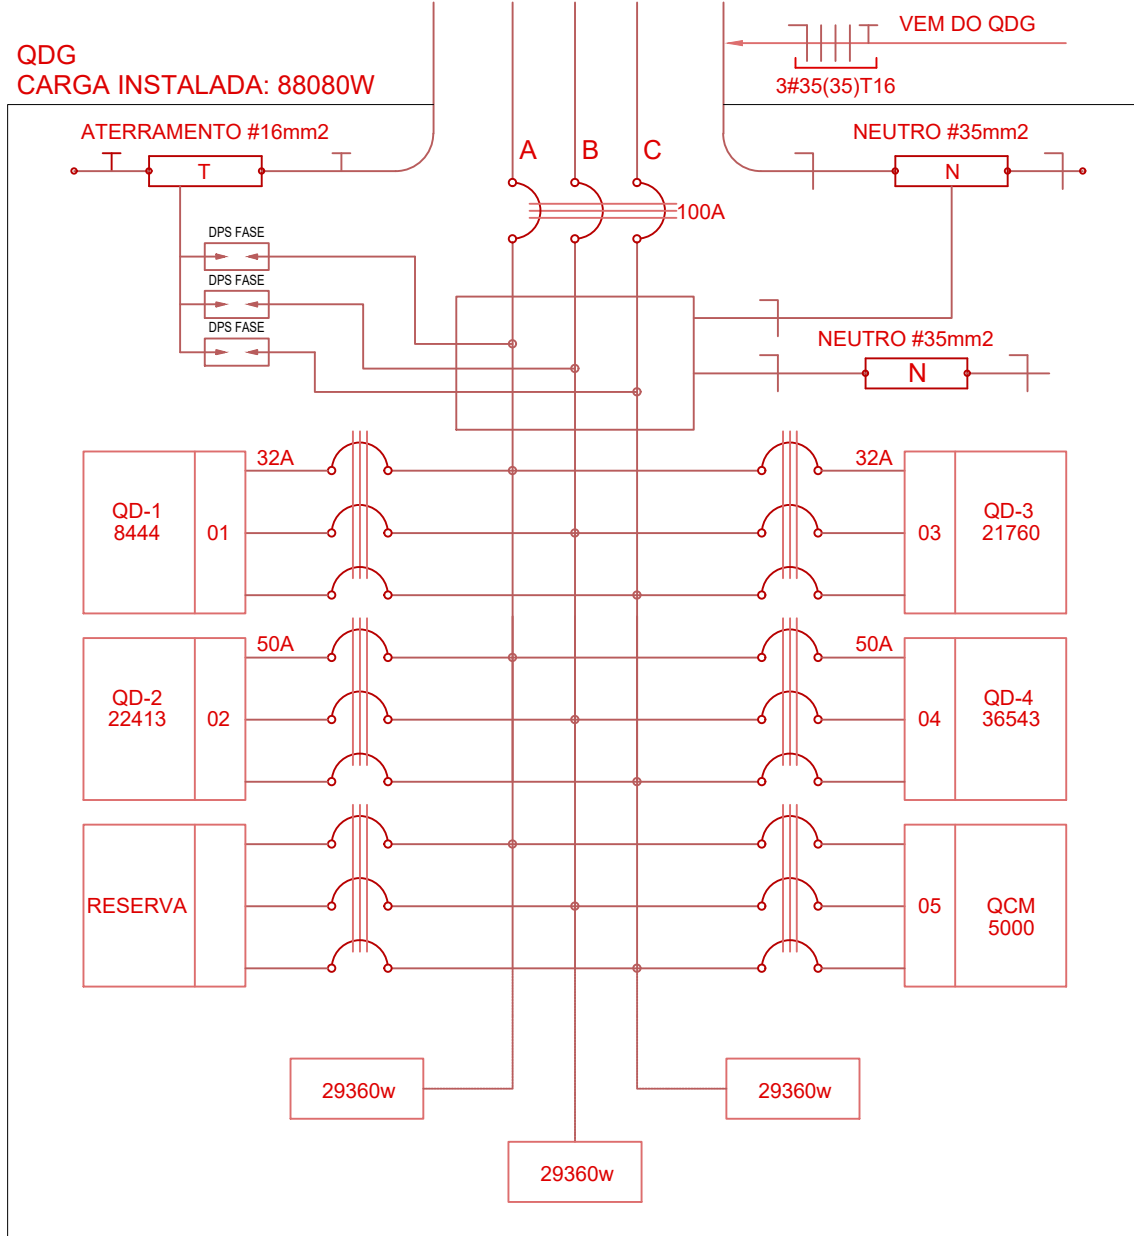 VEM DO QDG
QDG
CARGA INSTALADA: 88080W
3#35(35)T16
ATERRAMENTO #16mm2
NEUTRO #35mm2
A
B
C
T
N
100A
DPS FASE
DPS FASE
DPS FASE
NEUTRO #35mm2
N
32A
32A
QD-1
8444
01
03
QD-3
21760
50A
50A
QD-2
22413
02
04
QD-4
36543
RESERVA
05
QCM
5000
29360w
29360w
29360w